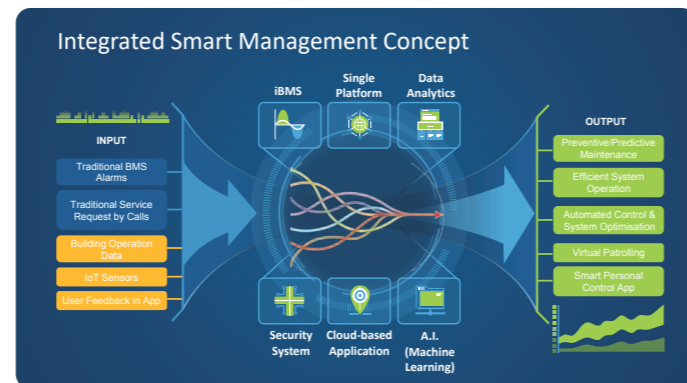 Integrated Smart Management Concept
INPUT
Traditional BMS
Alarms
Traditional Service
Request by Calls
Building Operation
Data
IoT Sensors
User Feedback in App
iBMS
Single
Platform
Data
Analytics
Security
System
Cloud-based
Application
A.I.
(Machine
Learning)
OUTPUT
Preventive/Predictive
Maintenance
Efficient System
Operation
Automated Control &
System Optimisation
Virtual Patrolling
Smart Personal
Control App